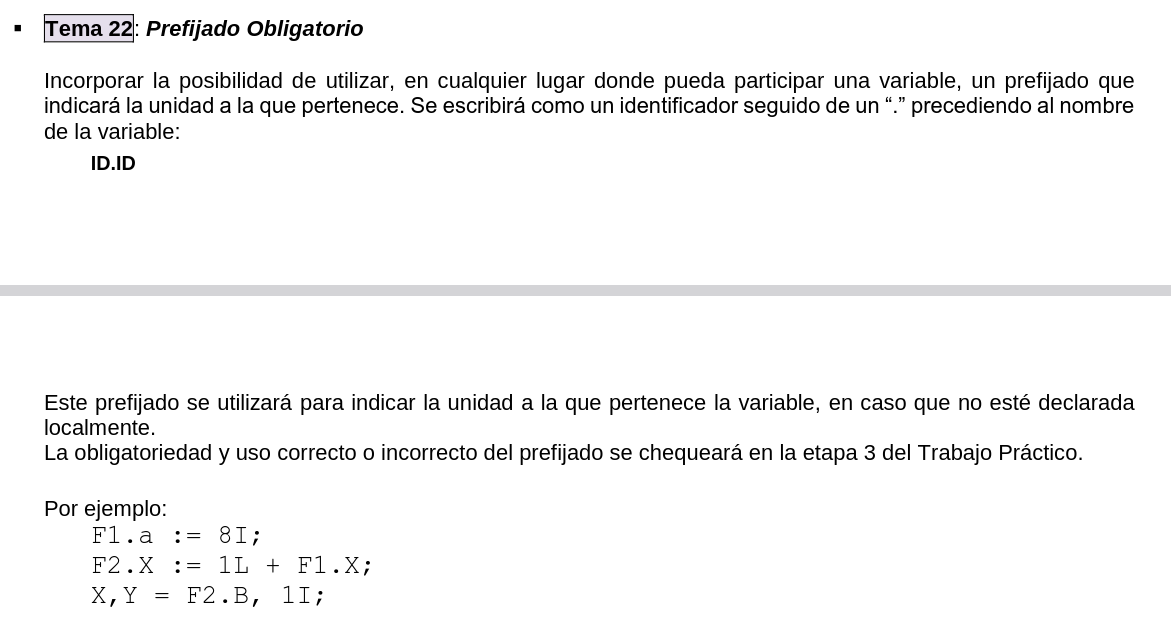 ▪ Tema 22: Prefijado Obligatorio
Incorporar la posibilidad de utilizar, en cualquier lugar donde pueda participar una variable, un prefijado que
indicará la unidad a la que pertenece. Se escribirá como un identificador seguido de un “.” precediendo al nombre
de la variable:
ID.ID
Este prefijado se utilizará para indicar la unidad a la que pertenece la variable, en caso que no esté declarada
localmente.
La obligatoriedad y uso correcto o incorrecto del prefijado se chequeará en la etapa 3 del Trabajo Práctico.
Por ejemplo:
F1.a := 8I;
F2.X := 1L + F1.X;
X,Y = F2.B, 1I;